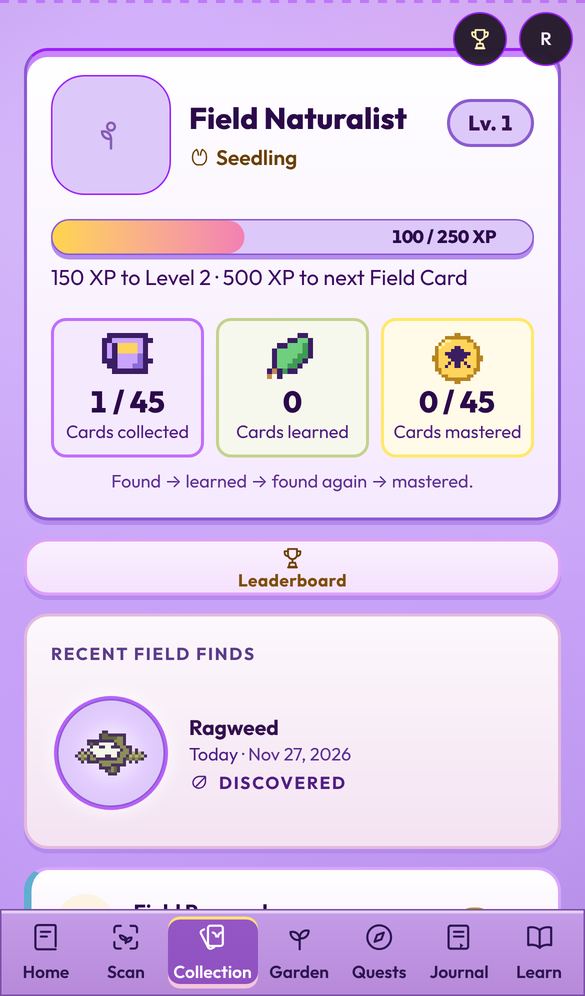 R
Field Naturalist
Lv. 1
Seedling
100 / 250 XP
150 XP to Level 2 · 500 XP to next Field Card
1 / 45
Cards collected
0
Cards learned
0 / 45
Cards mastered
Found → learned → found again → mastered.
Leaderboard
RECENT FIELD FINDS
Ragweed
Today · Nov 27, 2026
DISCOVERED
Home
Scan
Collection
Garden
Quests
Journal
Learn